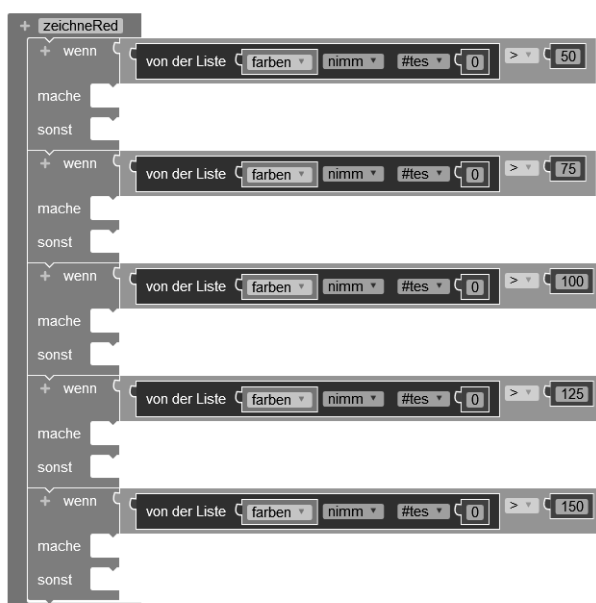 + zeichneRed
+ wenn von der Liste farben nimm #tes 0 > 50
mache
sonst
+ wenn von der Liste farben nimm #tes 0 > 75
mache
sonst
+ wenn von der Liste farben nimm #tes 0 > 100
mache
sonst
+ wenn von der Liste farben nimm #tes 0 > 125
mache
sonst
+ wenn von der Liste farben nimm #tes 0 > 150
mache
sonst